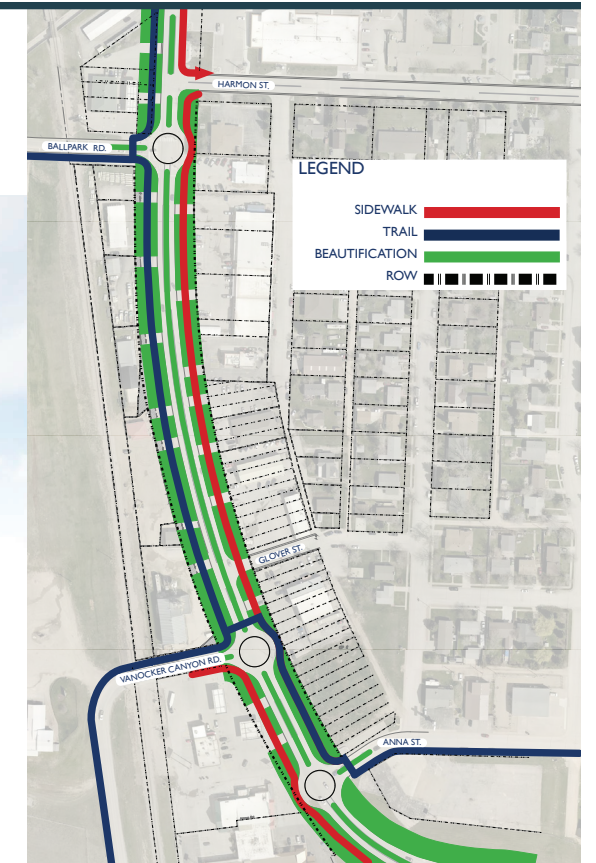 HARMON ST.
BALLPARK RD.
LEGEND
SIDEWALK
TRAIL
BEAUTIFICATION
ROW
GLOVER ST.
VANOCKER CANYON RD.
ANNA ST.